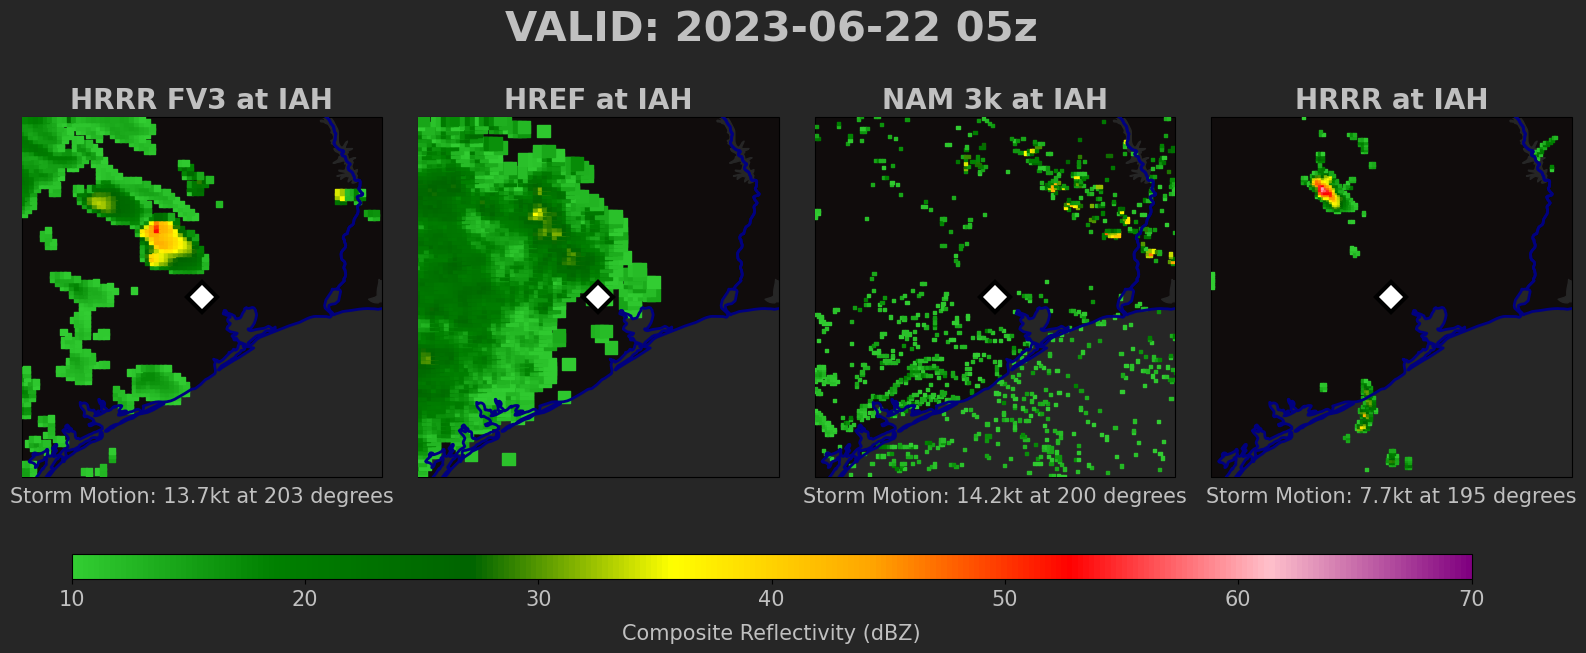 VALID: 2023-06-22 05z
HRRR FV3 at IAH
HREF at IAH
NAM 3k at IAH
HRRR at IAH
Storm Motion: 13.7kt at 203 degrees
Storm Motion: 14.2kt at 200 degrees
Storm Motion: 7.7kt at 195 degrees
10 20 30 40 50 60 70
Composite Reflectivity (dBZ)